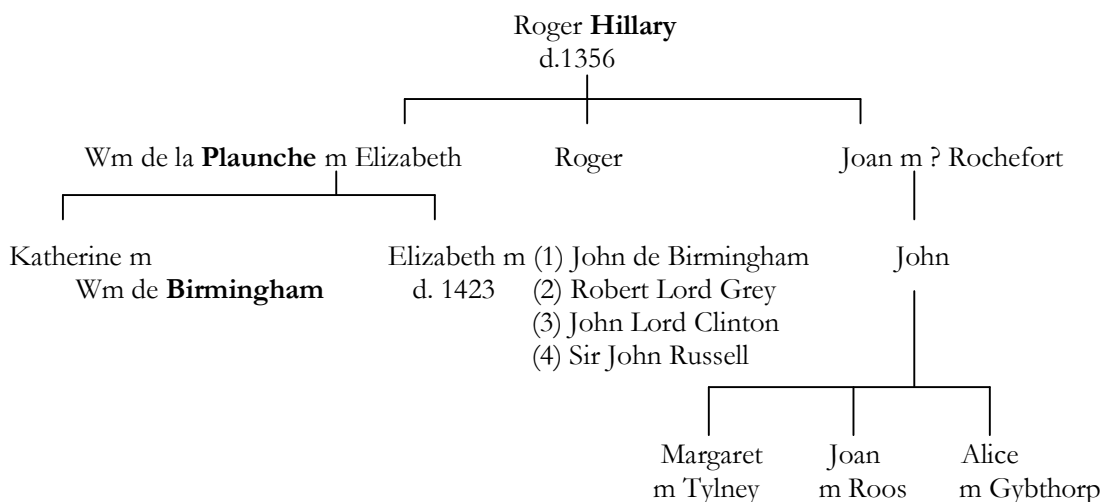 Roger Hillary
d.1356
Wm de la Plaunche m Elizabeth Roger Joan m ? Rochefort
Katherine m Elizabeth m (1) John de Birmingham John
Wm de Birmingham d. 1423 (2) Robert Lord Grey
(3) John Lord Clinton
(4) Sir John Russell
Margaret Joan Alice
m Tylney m Roos m Gybthorp